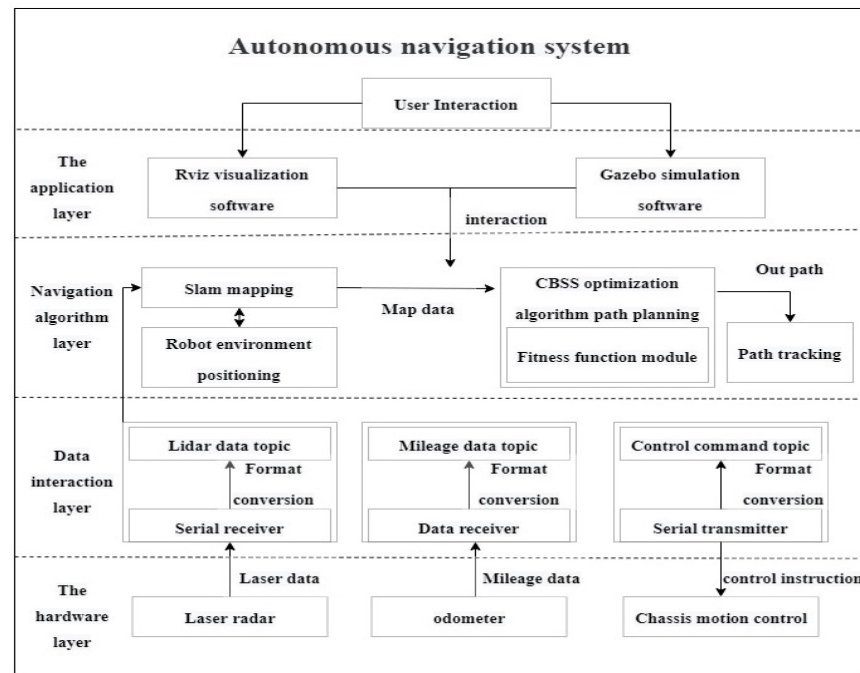 Autonomous navigation system
User Interaction
The
application
layer
Rviz visualization
software
Gazebo simulation
software
interaction
Navigation
algorithm
layer
Slam mapping
Map data
CBSS optimization
algorithm path planning
Fitness function module
Out path
Path tracking
Robot environment
positioning
Data
interaction
layer
Lidar data topic
Format
conversion
Serial receiver
Mileage data topic
Format
conversion
Data receiver
Control command topic
Format
conversion
Serial transmitter
The
hardware
layer
Laser data
Laser radar
Mileage data
odometer
control instruction
Chassis motion control